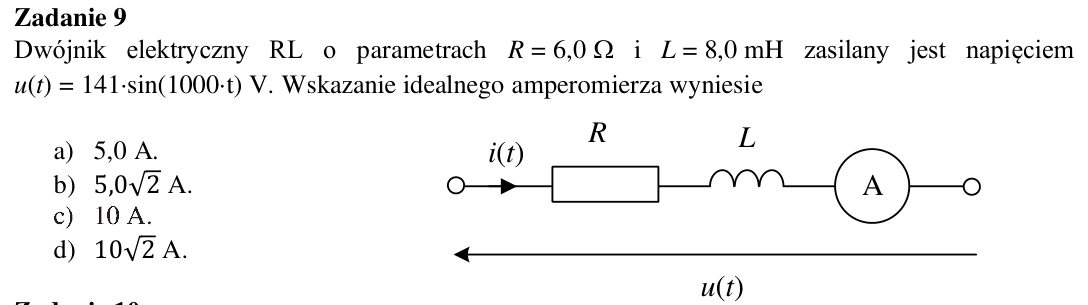 Zadanie 9
Dwójnik elektryczny RL o parametrach R = 6,0 Ω i L = 8,0 mH zasilany jest napięciem
u(t) = 141·sin(1000·t) V. Wskazanie idealnego amperomierza wyniesie
a) 5,0 A.
b) 5,0√2 A.
c) 10 A.
d) 10√2 A.
R
L
i(t)
A
u(t)